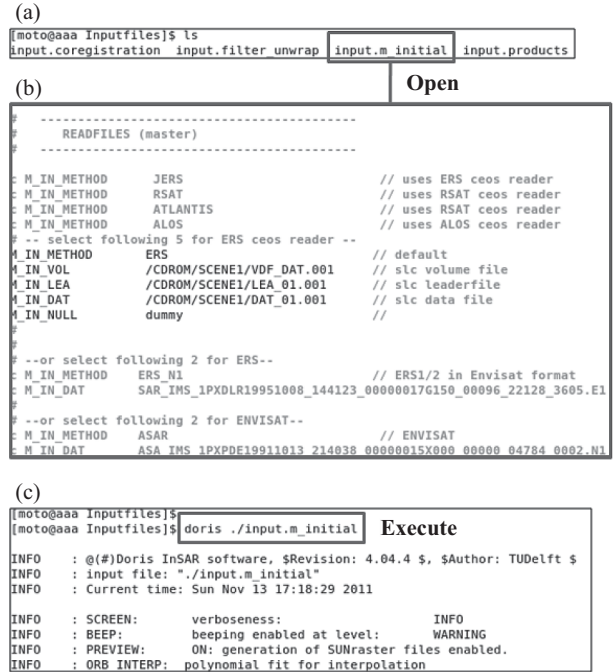 (a)
[moto@aaa Inputfiles]$ ls
input.coregistration input.filter_unwrap input.m_initial input.products
(b)
Open
# ------------------------------------------
# READFILES (master)
# ------------------------------------------
c M_IN_METHOD JERS // uses ERS ceos reader
c M_IN_METHOD RSAT // uses RSAT ceos reader
c M_IN_METHOD ATLANTIS // uses RSAT ceos reader
c M_IN_METHOD ALOS // uses ALOS ceos reader
# -- select following 5 for ERS ceos reader --
M_IN_METHOD ERS // default
M_IN_VOL /CDROM/SCENE1/VDF_DAT.001 // slc volume file
M_IN_LEA /CDROM/SCENE1/LEA_01.001 // slc leaderfile
M_IN_DAT /CDROM/SCENE1/DAT_01.001 // slc data file
M_IN_NULL dummy //
#
#
# --or select following 2 for ERS--
c M_IN_METHOD ERS_N1 // ERS1/2 in Envisat format
c M_IN_DAT SAR_IMS_1PXDLR19951008_144123_00000017G150_00096_22128_3605.E1
#
# --or select following 2 for ENVISAT--
c M_IN_METHOD ASAR // ENVISAT
c M_IN_DAT ASA_IMS_1PXPDE19911013_214038_00000015X000_00000_04784_0002.N1
(c)
[moto@aaa Inputfiles]$
[moto@aaa Inputfiles]$ doris ./input.m_initial Execute
INFO : @(#)Doris InSAR software, $Revision: 4.04.4 $, $Author: TUDelft $
INFO : input file: "./input.m_initial"
INFO : Current time: Sun Nov 13 17:18:29 2011
INFO : SCREEN: verboseness: INFO
INFO : BEEP: beeping enabled at level: WARNING
INFO : PREVIEW: ON: generation of SUNraster files enabled.
INFO : ORB_INTERP: polynomial fit for interpolation